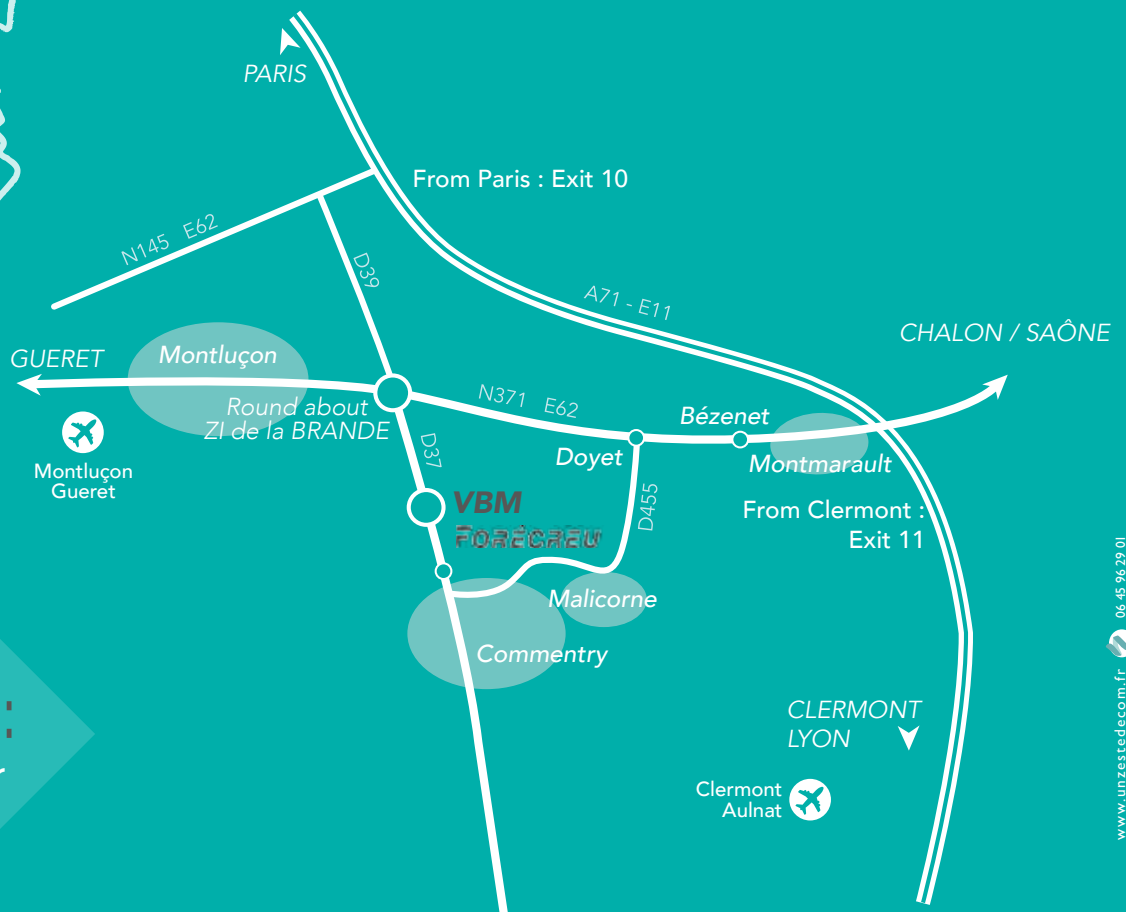 PARIS
From Paris : Exit 10
N145 E62
D39
A71 - E11
CHALON / SAÔNE
GUERET
Montluçon
N371 E62
Round about
ZI de la BRANDE
Bézenet
Doyet
Montmarault
D37
Montluçon
Gueret
VBM
FORÉCREU
D455
From Clermont :
Exit 11
Malicorne
Commentry
CLERMONT
LYON
Clermont
Aulnat
www.unzestedecom.fr 06 45 96 29 01